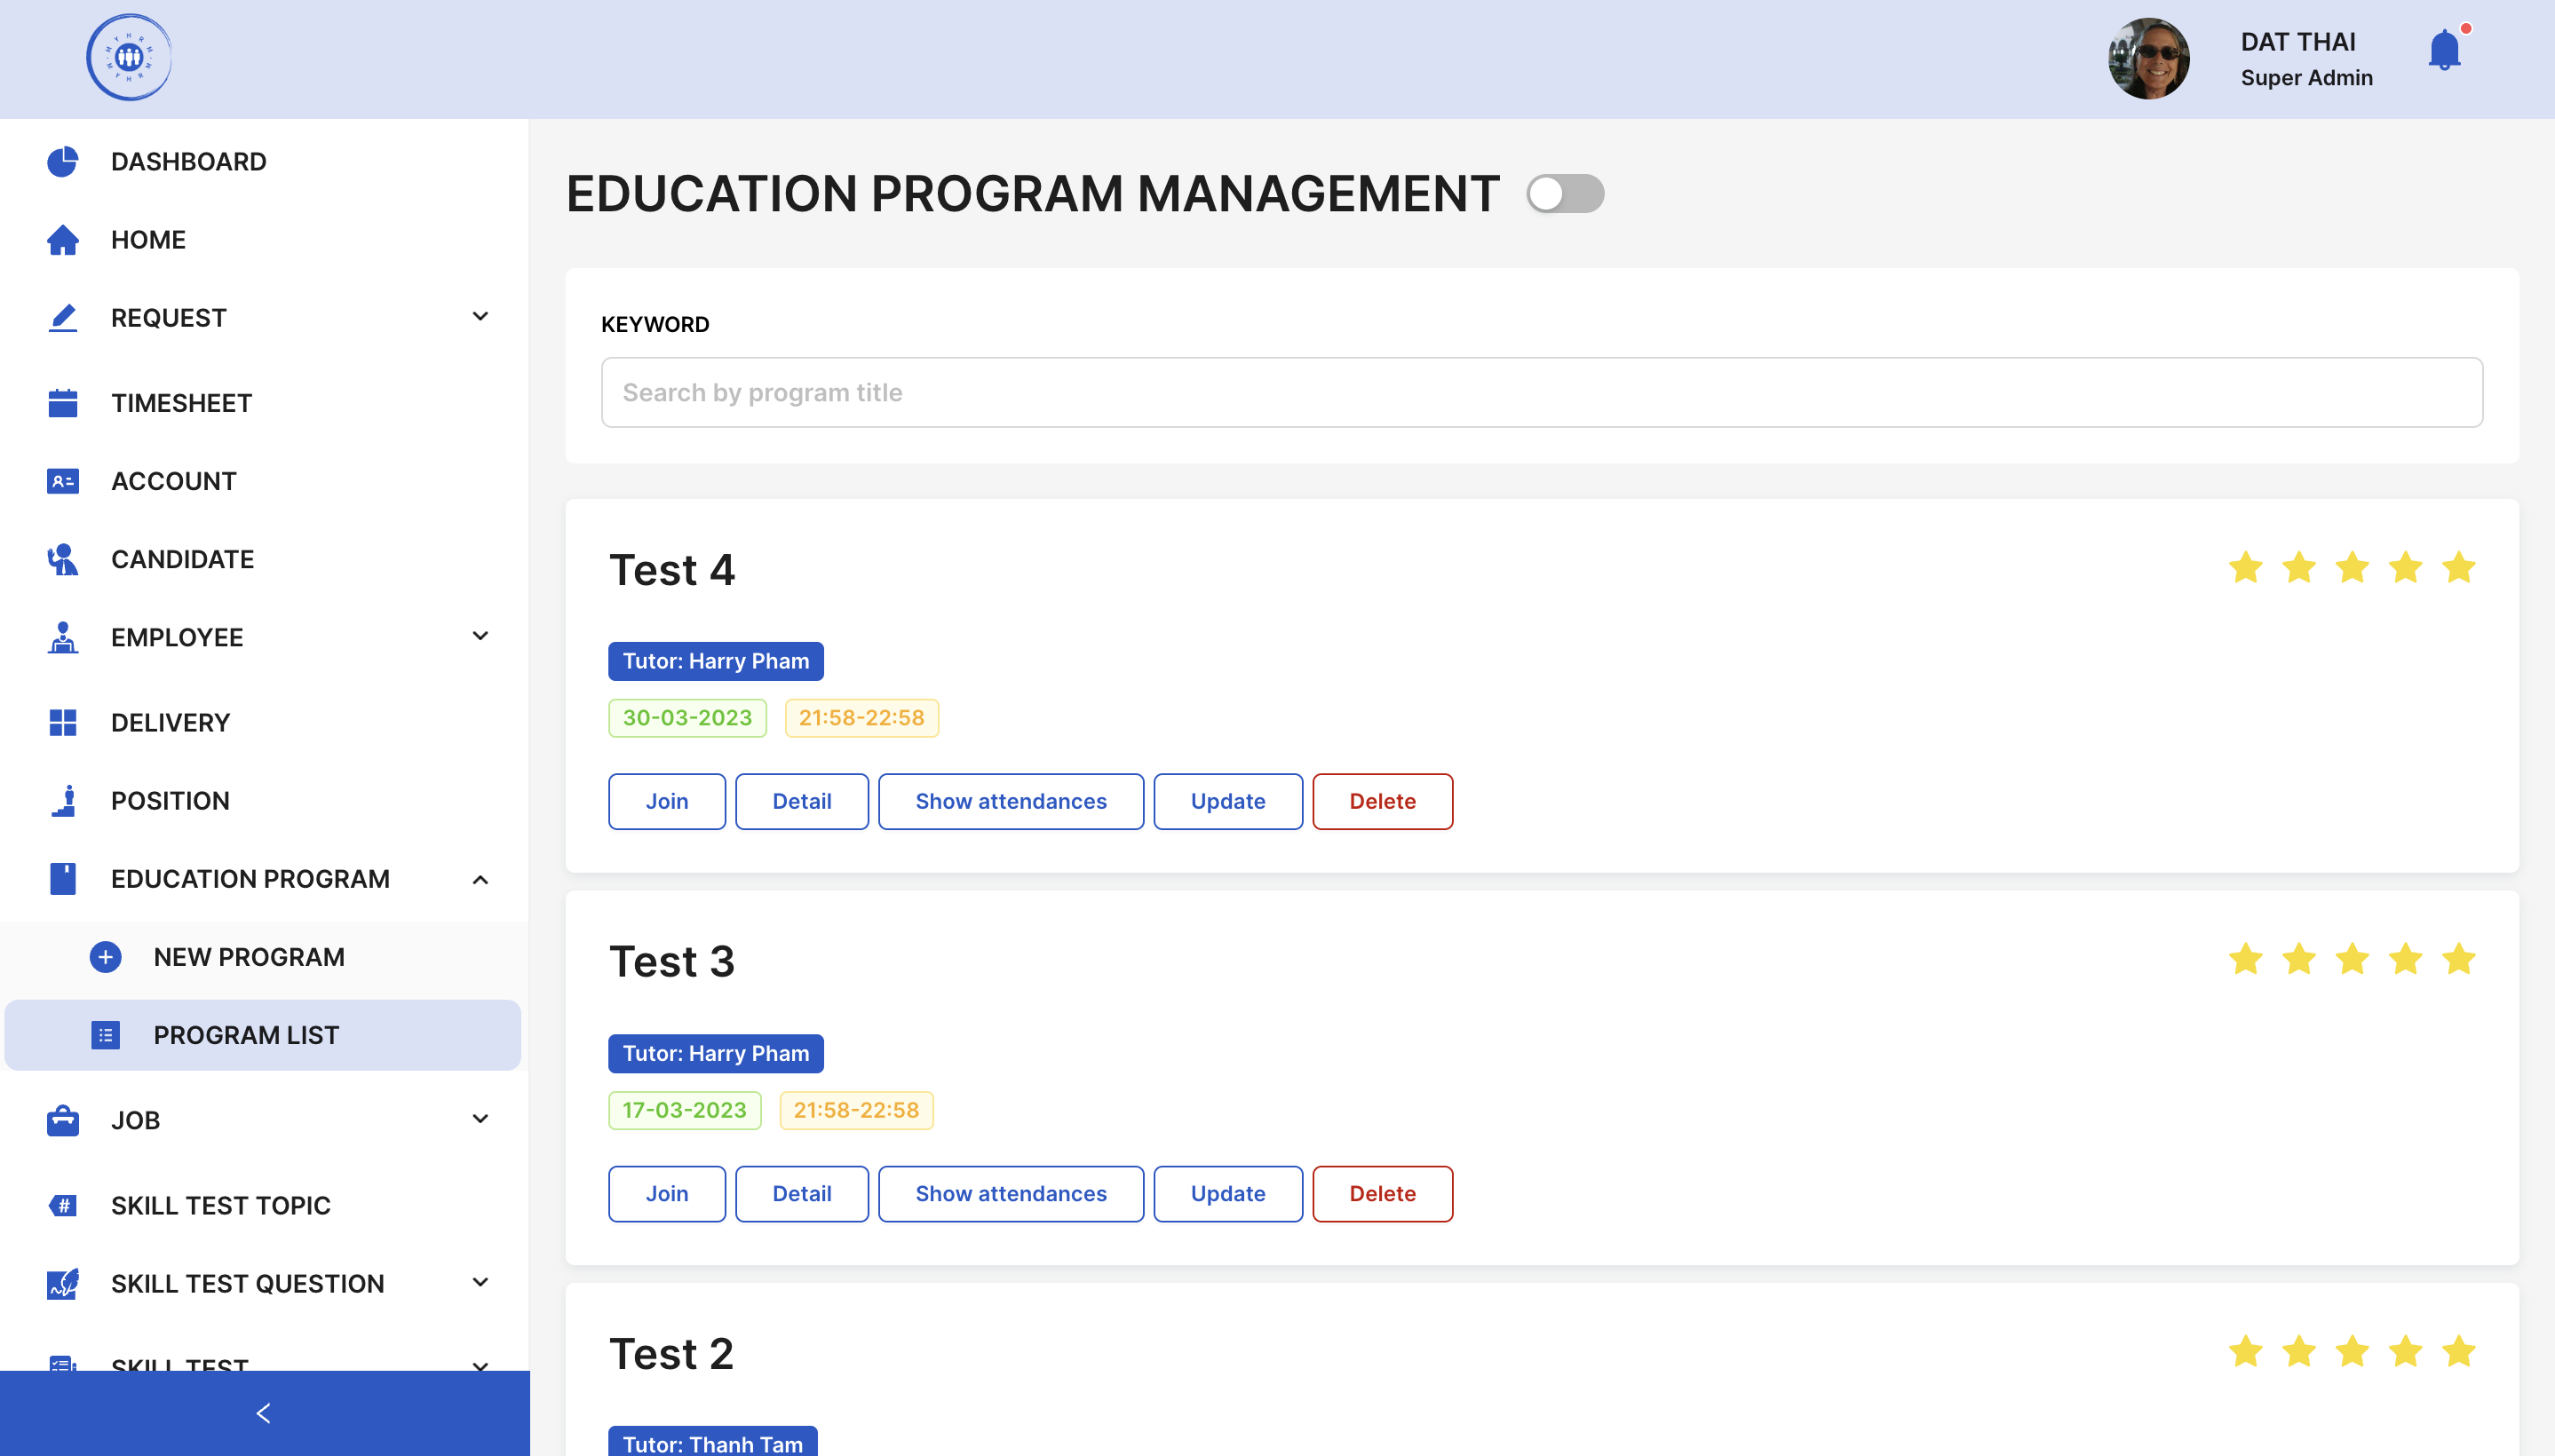 MYHRM MYHRM
DAT THAI
Super Admin
DASHBOARD
HOME
REQUEST
TIMESHEET
ACCOUNT
CANDIDATE
EMPLOYEE
DELIVERY
POSITION
EDUCATION PROGRAM
NEW PROGRAM
PROGRAM LIST
JOB
SKILL TEST TOPIC
SKILL TEST QUESTION
SKILL TEST
EDUCATION PROGRAM MANAGEMENT
KEYWORD
Search by program title
Test 4
Tutor: Harry Pham
30-03-2023 21:58-22:58
Join Detail Show attendances Update Delete
Test 3
Tutor: Harry Pham
17-03-2023 21:58-22:58
Join Detail Show attendances Update Delete
Test 2
Tutor: Thanh Tam